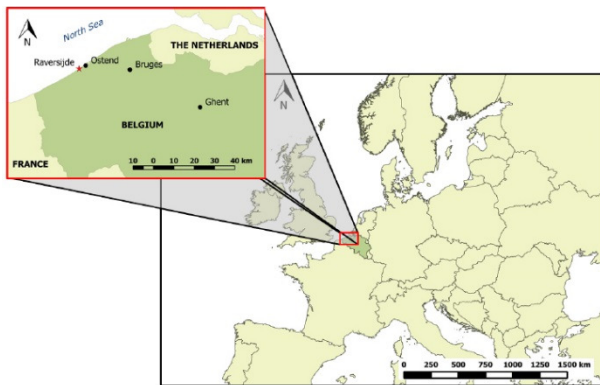 N
North Sea
THE NETHERLANDS
Raversijde
Ostend
Bruges
Ghent
BELGIUM
FRANCE
10 0 10 20 30 40 km
N
0 250 500 750 1000 1250 1500 km